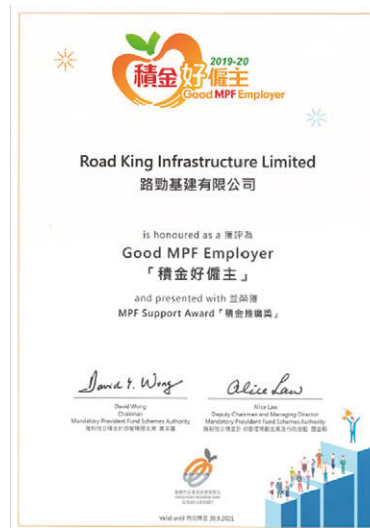 2019-20
積金好僱主
Good MPF Employer
Road King Infrastructure Limited
路勁基建有限公司
is honoured as a 獲評為
Good MPF Employer
「積金好僱主」
and presented with 並榮獲
MPF Support Award「積金推廣獎」
David Y. Wong
Alice Law
David Wong
Chairman
Mandatory Provident Fund Schemes Authority
Alice Law
Deputy Chairman and Managing Director
Mandatory Provident Fund Schemes Authority
Valid until 有效期至 30.9.2021